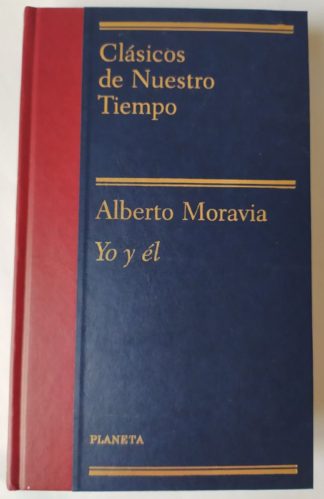 Clásicos
de Nuestro
Tiempo
Alberto Moravia
Yo y él
PLANETA